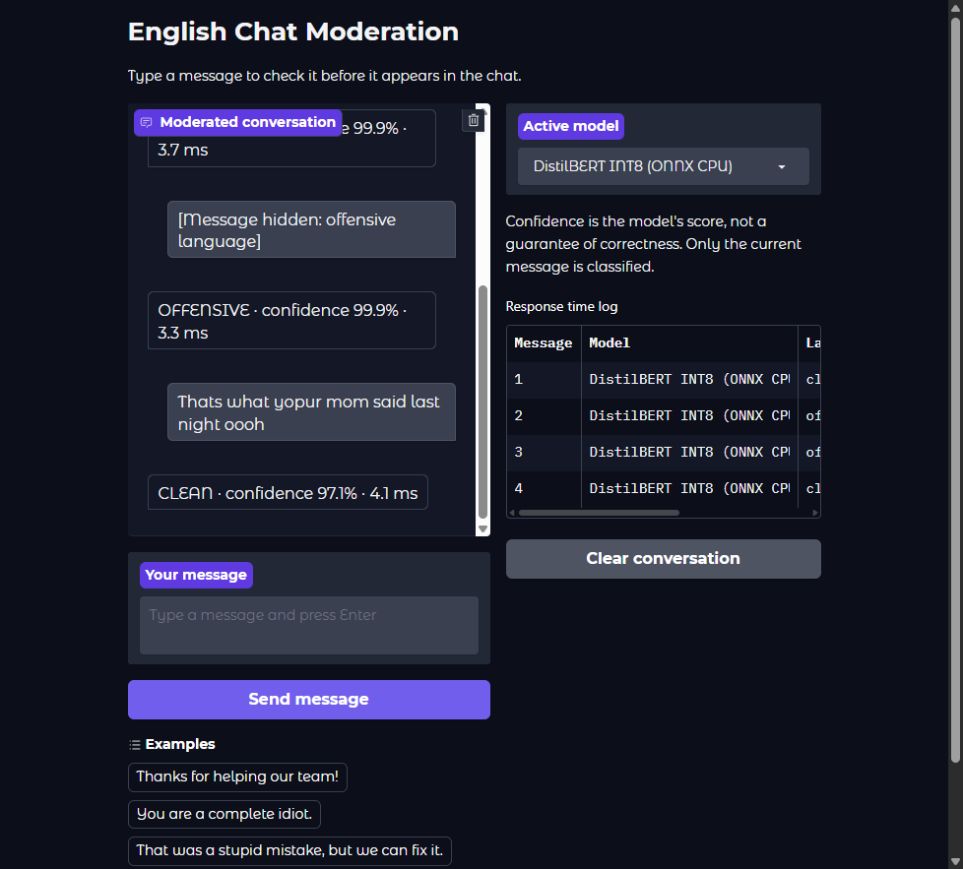 English Chat Moderation
Type a message to check it before it appears in the chat.
Moderated conversation
e 99.9% ·
3.7 ms
[Message hidden: offensive
language]
OFFENSIVE · confidence 99.9% ·
3.3 ms
Thats what yopur mom said last
night oooh
CLEAN · confidence 97.1% · 4.1 ms
Your message
Type a message and press Enter
Send message
Examples
Thanks for helping our team!
You are a complete idiot.
That was a stupid mistake, but we can fix it.
Active model
DistilBERT INT8 (ONNX CPU)
Confidence is the model's score, not a
guarantee of correctness. Only the current
message is classified.
Response time log
Message Model La
1 DistilBERT INT8 (ONNX CP cl
2 DistilBERT INT8 (ONNX CP of
3 DistilBERT INT8 (ONNX CP of
4 DistilBERT INT8 (ONNX CP cl
Clear conversation